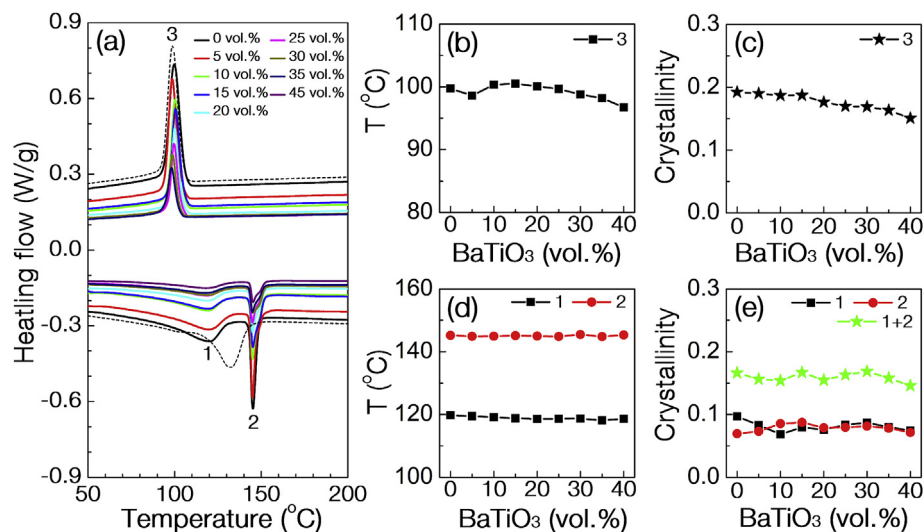 (a)
3
0 vol.%
5 vol.%
10 vol.%
15 vol.%
20 vol.%
25 vol.%
30 vol.%
35 vol.%
45 vol.%
1
2
0.9
0.6
0.3
0.0
-0.3
-0.6
-0.9
Heatling flow (W/g)
50 100 150 200
Temperature (°C)
(b)
3
120
100
80
T (°C)
0 10 20 30 40
BaTiO3 (vol.%)
(c)
3
0.3
0.2
0.1
0.0
Crystallinity
0 10 20 30 40
BaTiO3 (vol.%)
(d)
1 2
160
140
120
100
T (°C)
0 10 20 30 40
BaTiO3 (vol.%)
(e)
1 2
1+2
0.3
0.2
0.1
0.0
Crystallinity
0 10 20 30 40
BaTiO3 (vol.%)